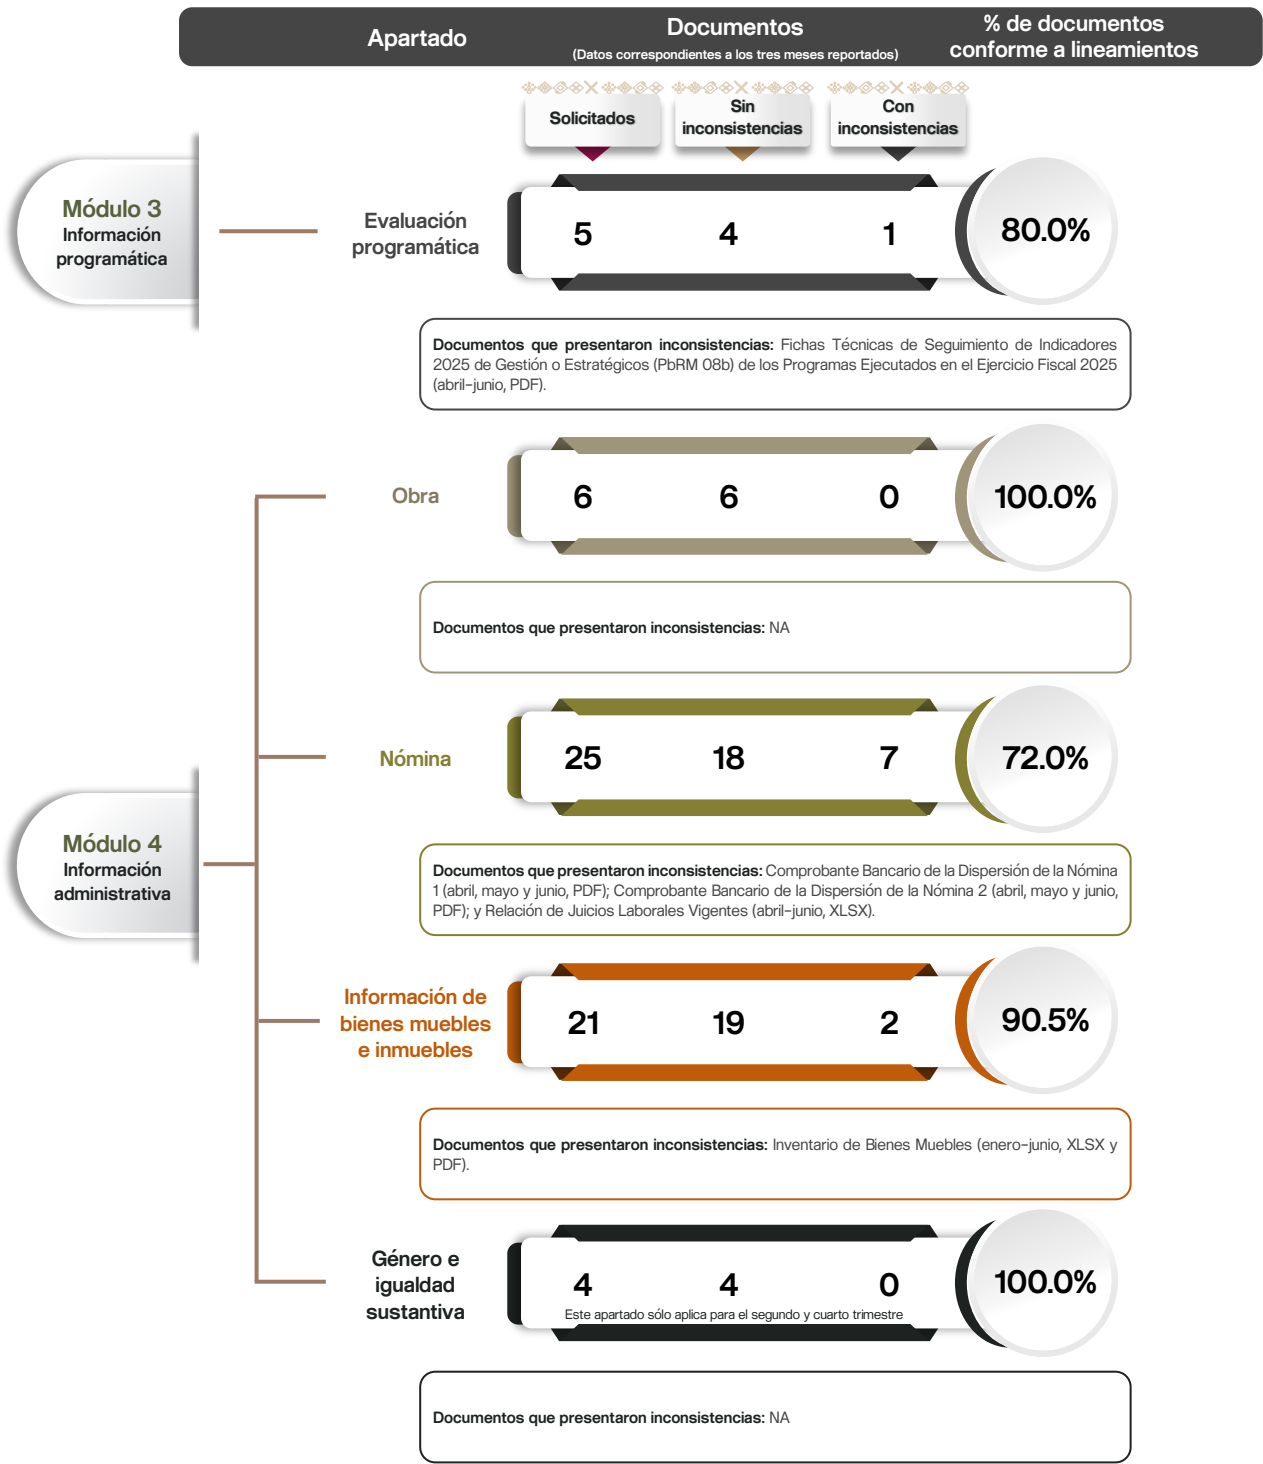 Apartado
Documentos
(Datos correspondientes a los tres meses reportados)
% de documentos
conforme a lineamientos
Solicitados
Sin
inconsistencias
Con
inconsistencias
Módulo 3
Información
programática
Evaluación
programática
5 4 1 80.0%
Documentos que presentaron inconsistencias: Fichas Técnicas de Seguimiento de Indicadores
2025 de Gestión o Estratégicos (PbRM 08b) de los Programas Ejecutados en el Ejercicio Fiscal 2025
(abril-junio, PDF).
Obra
6 6 0 100.0%
Documentos que presentaron inconsistencias: NA
Nómina
25 18 7 72.0%
Módulo 4
Información
administrativa
Documentos que presentaron inconsistencias: Comprobante Bancario de la Dispersión de la Nómina
1 (abril, mayo y junio, PDF); Comprobante Bancario de la Dispersión de la Nómina 2 (abril, mayo y junio,
PDF); y Relación de Juicios Laborales Vigentes (abril-junio, XLSX).
Información de
bienes muebles
e inmuebles
21 19 2 90.5%
Documentos que presentaron inconsistencias: Inventario de Bienes Muebles (enero-junio, XLSX y
PDF).
Género e
igualdad
sustantiva
4 4 0 100.0%
Este apartado sólo aplica para el segundo y cuarto trimestre
Documentos que presentaron inconsistencias: NA